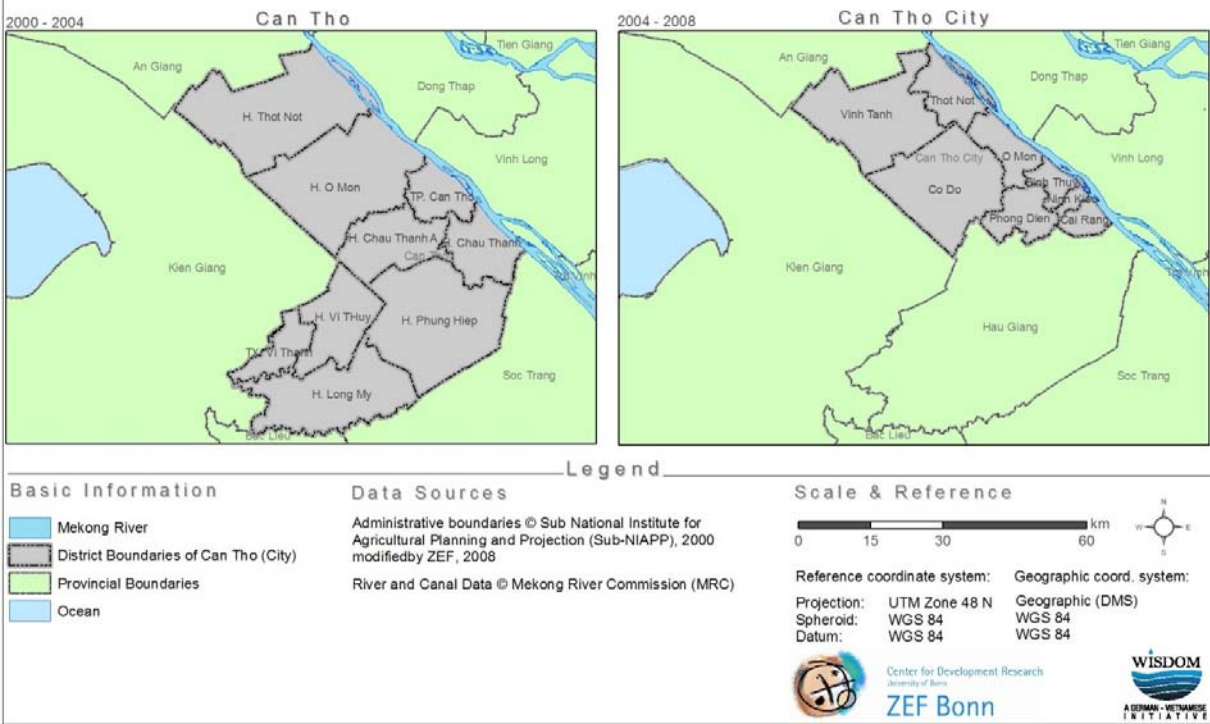 2000 - 2004
Can Tho
An Giang
Tien Giang
Dong Thap
H. Thot Not
Vinh Long
H. O Mon
TP. Can Tho
H. Chau Thanh A
H. Chau Thanh
Can
Kien Giang
H. Vi THuy
H. Phung Hiep
TX. Vi Thanh
Soc Trang
H. Long My
Bac Lieu
2004 - 2008
Can Tho City
An Giang
Tien Giang
Dong Thap
Thot Not
Vinh Tanh
Can Tho City
O Mon
Vinh Long
Co Do
Binh Thuy
Ninh Kieu
Phong Dien
Cai Rang
Kien Giang
Tra Vinh
Hau Giang
Soc Trang
Bac Lieu
Legend
Basic Information
Mekong River
District Boundaries of Can Tho (City)
Provincial Boundaries
Ocean
Data Sources
Administrative boundaries © Sub National Institute for
Agricultural Planning and Projection (Sub-NIAPP), 2000
modifiedby ZEF, 2008
River and Canal Data © Mekong River Commission (MRC)
Scale & Reference
km
0 15 30 60
N
W E
S
Reference coordinate system: Geographic coord. system:
Projection: UTM Zone 48 N Geographic (DMS)
Spheroid: WGS 84 WGS 84
Datum: WGS 84 WGS 84
Center for Development Research
University of Bonn
ZEF Bonn
WISDOM
A GERMAN - VIETNAMESE
INITIATIVE